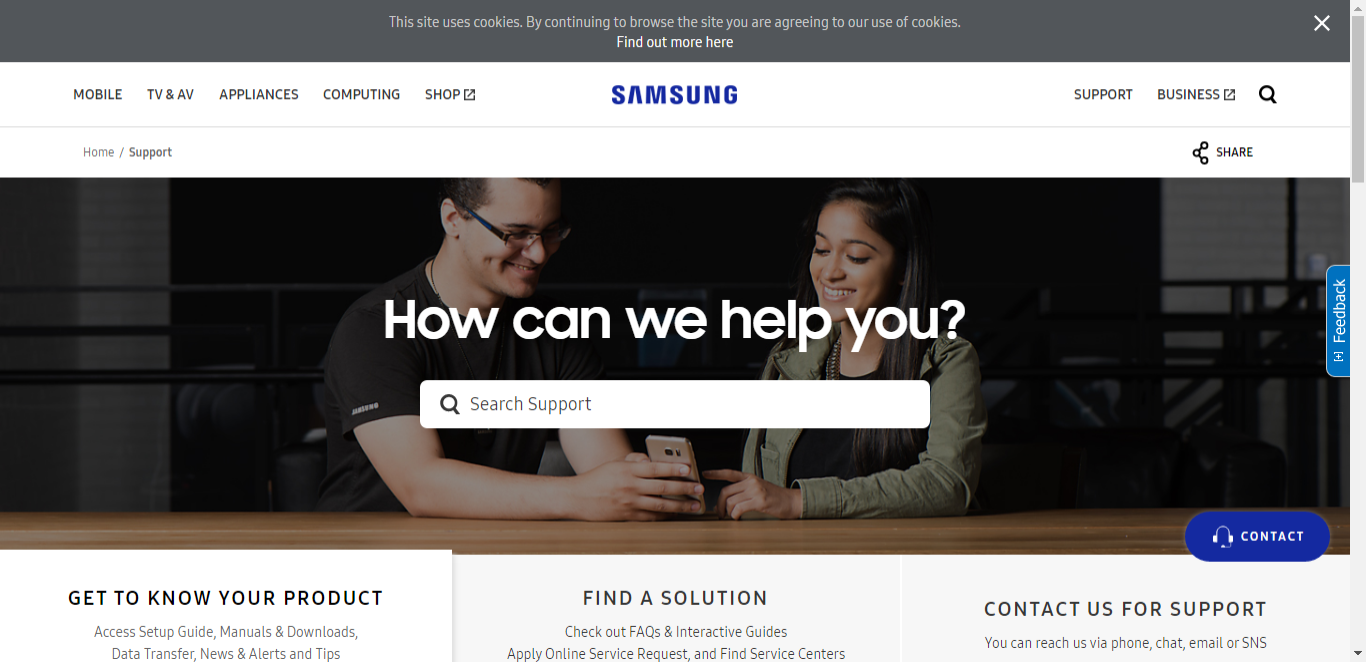 This site uses cookies. By continuing to browse the site you are agreeing to our use of cookies.
Find out more here
MOBILE TV & AV APPLIANCES COMPUTING SHOP SAMSUNG SUPPORT BUSINESS
Home / Support SHARE
How can we help you?
Feedback
Search Support
SAMSUNG
CONTACT
GET TO KNOW YOUR PRODUCT
Access Setup Guide, Manuals & Downloads,
Data Transfer, News & Alerts and Tips
FIND A SOLUTION
Check out FAQs & Interactive Guides
Apply Online Service Request, and Find Service Centers
CONTACT US FOR SUPPORT
You can reach us via phone, chat, email or SNS